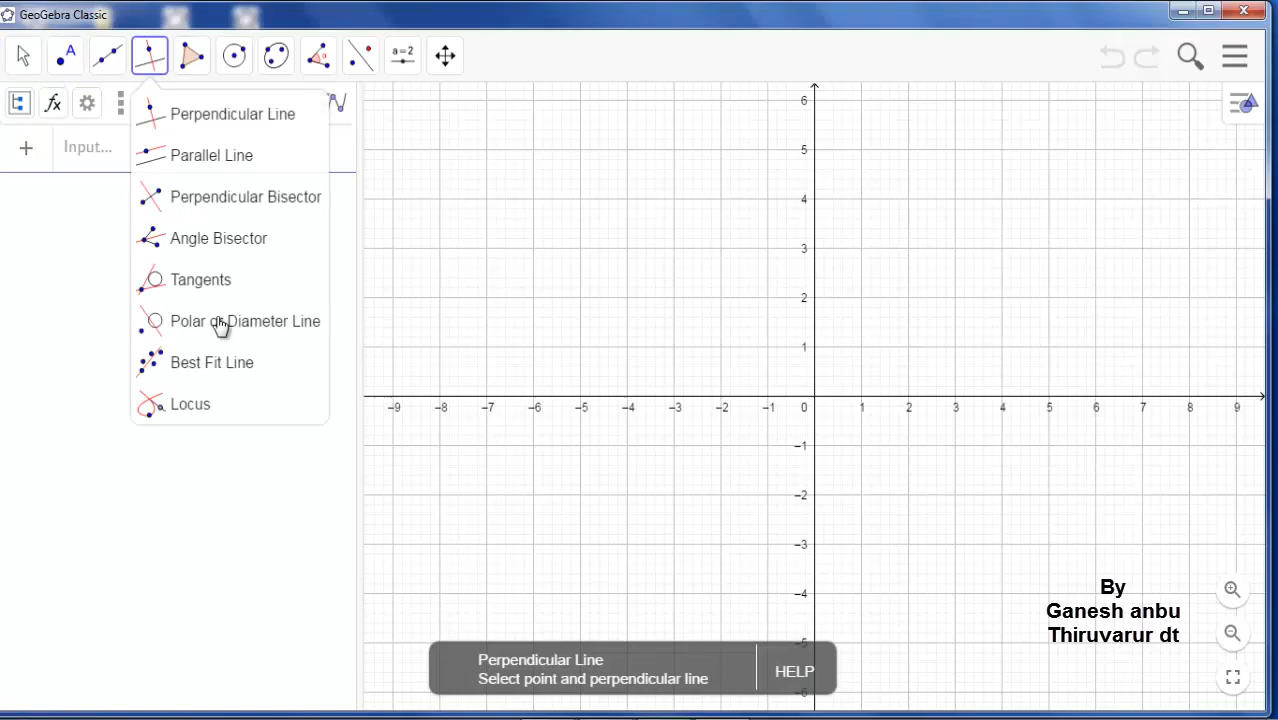 GeoGebra Classic
A
a=2
fx
Input...
Perpendicular Line
Parallel Line
Perpendicular Bisector
Angle Bisector
Tangents
Polar or Diameter Line
Best Fit Line
Locus
6
5
4
3
2
1
−9 −8 −7 −6 −5 −4 −3 −2 −1 0 1 2 3 4 5 6 7 8 9
−1
−2
−3
−4
−5
−6
By
Ganesh anbu
Thiruvarur dt
Perpendicular Line
Select point and perpendicular line
HELP